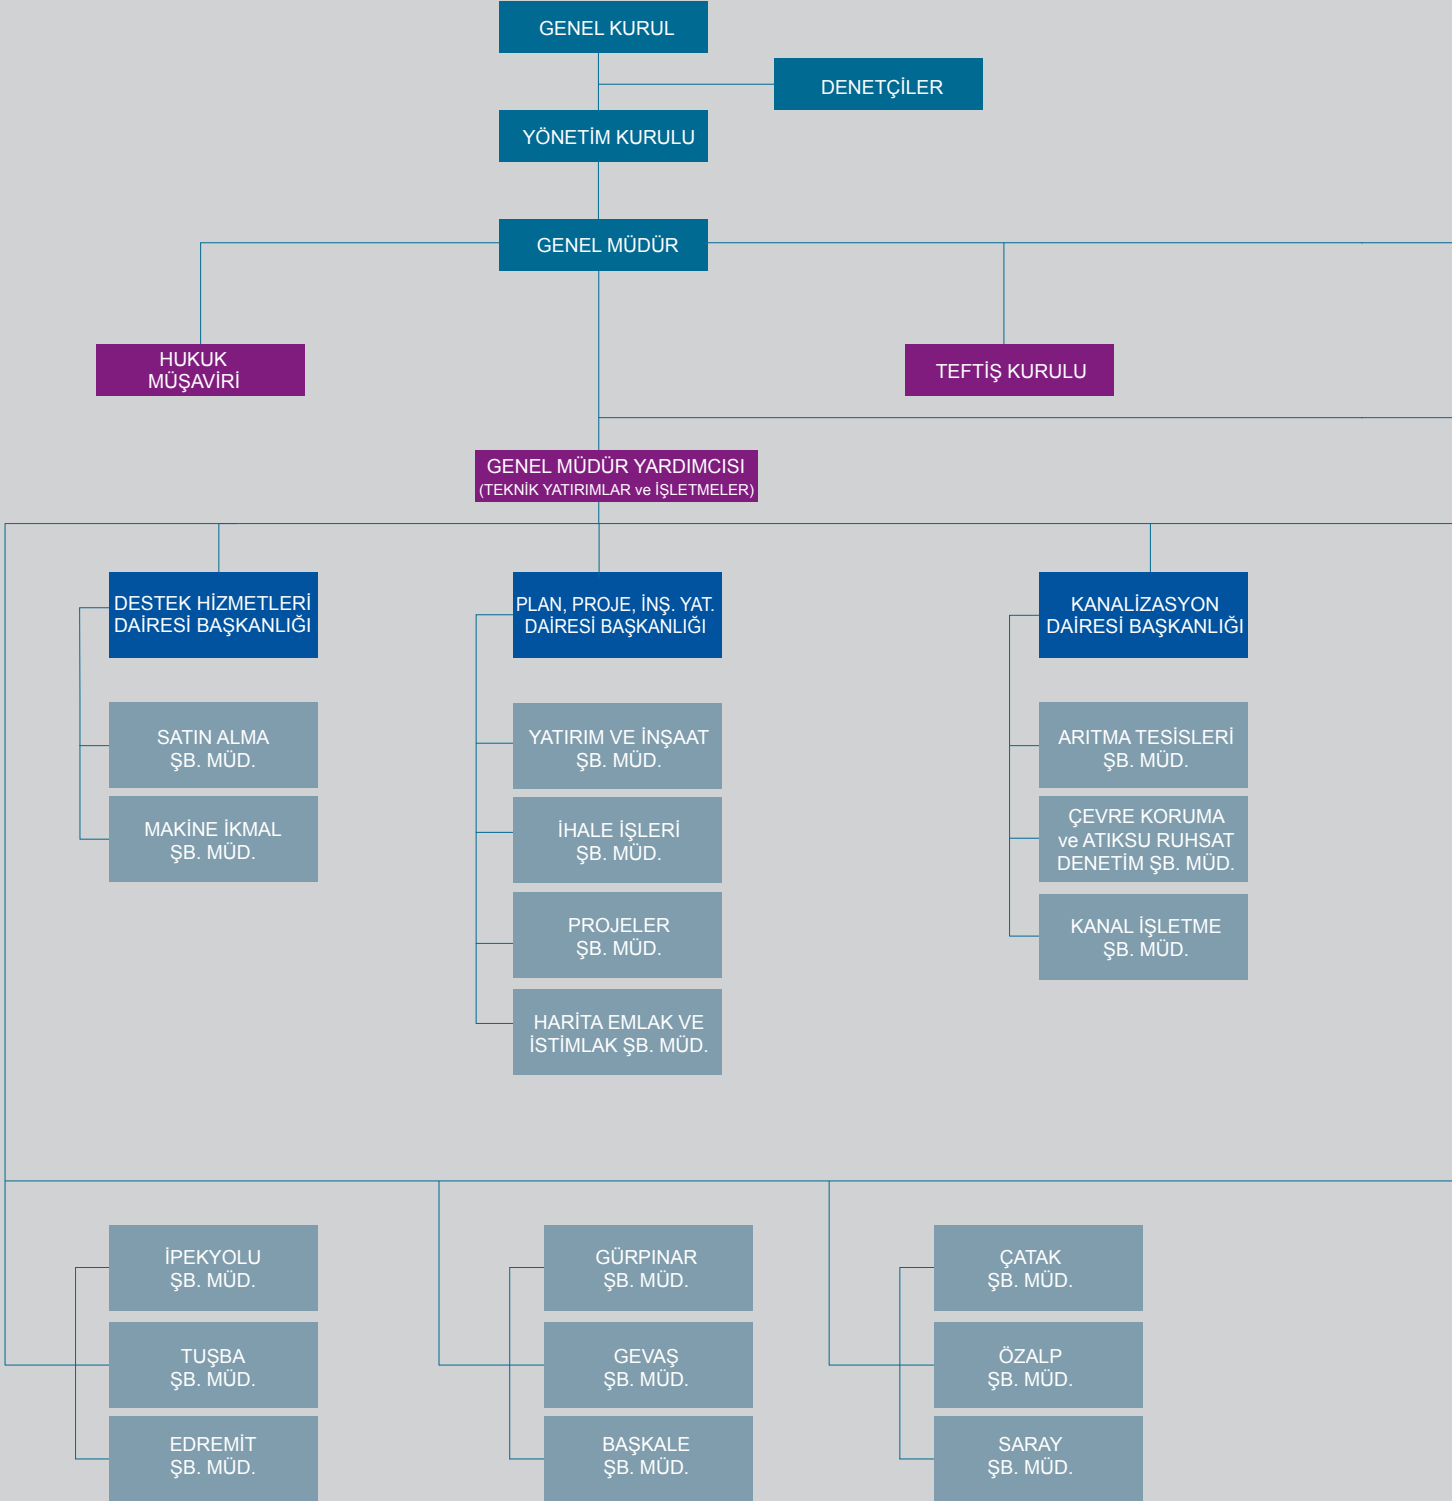 GENEL KURUL
DENETÇİLER
YÖNETİM KURULU
GENEL MÜDÜR
HUKUK
MÜŞAVİRİ
TEFTİŞ KURULU
GENEL MÜDÜR YARDIMCISI
(TEKNİK YATIRIMLAR ve İŞLETMELER)
DESTEK HİZMETLERİ
DAİRESİ BAŞKANLIĞI
SATIN ALMA
ŞB. MÜD.
MAKİNE İKMAL
ŞB. MÜD.
PLAN, PROJE, İNŞ. YAT.
DAİRESİ BAŞKANLIĞI
YATIRIM VE İNŞAAT
ŞB. MÜD.
İHALE İŞLERİ
ŞB. MÜD.
PROJELER
ŞB. MÜD.
HARİTA EMLAK VE
İSTİMLAK ŞB. MÜD.
KANALİZASYON
DAİRESİ BAŞKANLIĞI
ARITMA TESİSLERİ
ŞB. MÜD.
ÇEVRE KORUMA
ve ATIKSU RUHSAT
DENETİM ŞB. MÜD.
KANAL İŞLETME
ŞB. MÜD.
İPEKYOLU
ŞB. MÜD.
TUŞBA
ŞB. MÜD.
EDREMİT
ŞB. MÜD.
GÜRPINAR
ŞB. MÜD.
GEVAŞ
ŞB. MÜD.
BAŞKALE
ŞB. MÜD.
ÇATAK
ŞB. MÜD.
ÖZALP
ŞB. MÜD.
SARAY
ŞB. MÜD.